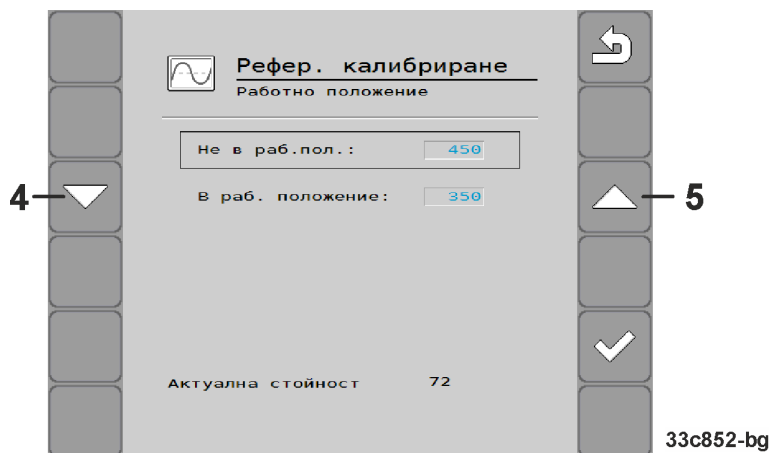 Рефер. калибриране
Работно положение
Не в раб.пол.: 450
4
5
В раб. положение: 350
Актуална стойност 72
33c852-bg